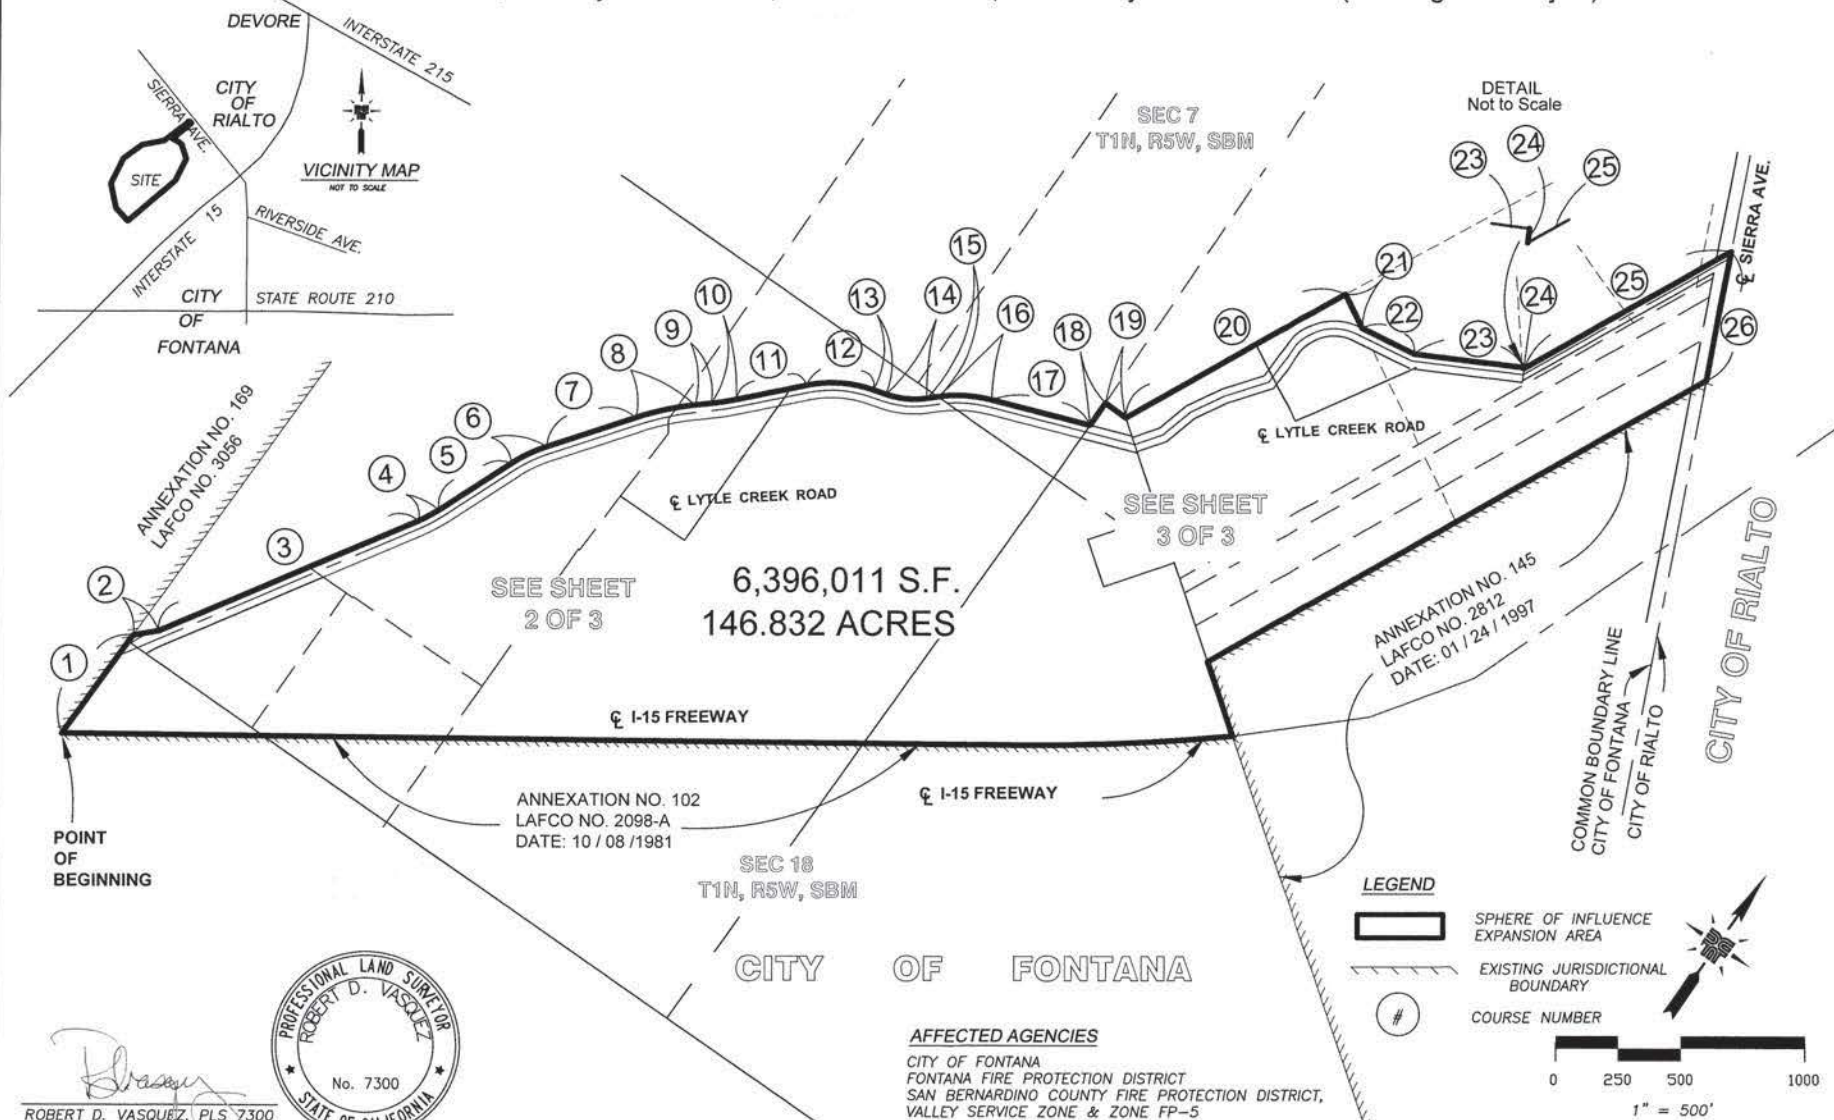 DEVORE
INTERSTATE 215
CITY
OF
RIALTO
SIERRA AVE.
SITE
VICINITY MAP
NOT TO SCALE
RIVERSIDE AVE.
INTERSTATE 15
CITY
OF
FONTANA
STATE ROUTE 210
SEC 7
T1N, R5W, SBM
DETAIL
Not to Scale
23
24
25
℄ SIERRA AVE.
1
2
3
4
5
6
7
8
9
10
11
12
13
14
15
16
17
18
19
20
21
22
23
24
25
26
ANNEXATION NO. 169
LAFCO NO. 3056
℄ LYTLE CREEK ROAD
℄ LYTLE CREEK ROAD
SEE SHEET
2 OF 3
SEE SHEET
3 OF 3
6,396,011 S.F.
146.832 ACRES
℄ I-15 FREEWAY
℄ I-15 FREEWAY
ANNEXATION NO. 145
LAFCO NO. 2812
DATE: 01 / 24 / 1997
COMMON BOUNDARY LINE
CITY OF FONTANA
CITY OF RIALTO
CITY OF RIALTO
POINT
OF
BEGINNING
ANNEXATION NO. 102
LAFCO NO. 2098-A
DATE: 10 / 08 /1981
SEC 18
T1N, R5W, SBM
CITY OF FONTANA
LEGEND
SPHERE OF INFLUENCE
EXPANSION AREA
EXISTING JURISDICTIONAL
BOUNDARY
#
COURSE NUMBER
0 250 500 1000
1" = 500'
AFFECTED AGENCIES
CITY OF FONTANA
FONTANA FIRE PROTECTION DISTRICT
SAN BERNARDINO COUNTY FIRE PROTECTION DISTRICT,
VALLEY SERVICE ZONE & ZONE FP-5
PROFESSIONAL LAND SURVEYOR
ROBERT D. VASQUEZ
No. 7300
STATE OF CALIFORNIA
ROBERT D. VASQUEZ, PLS 7300